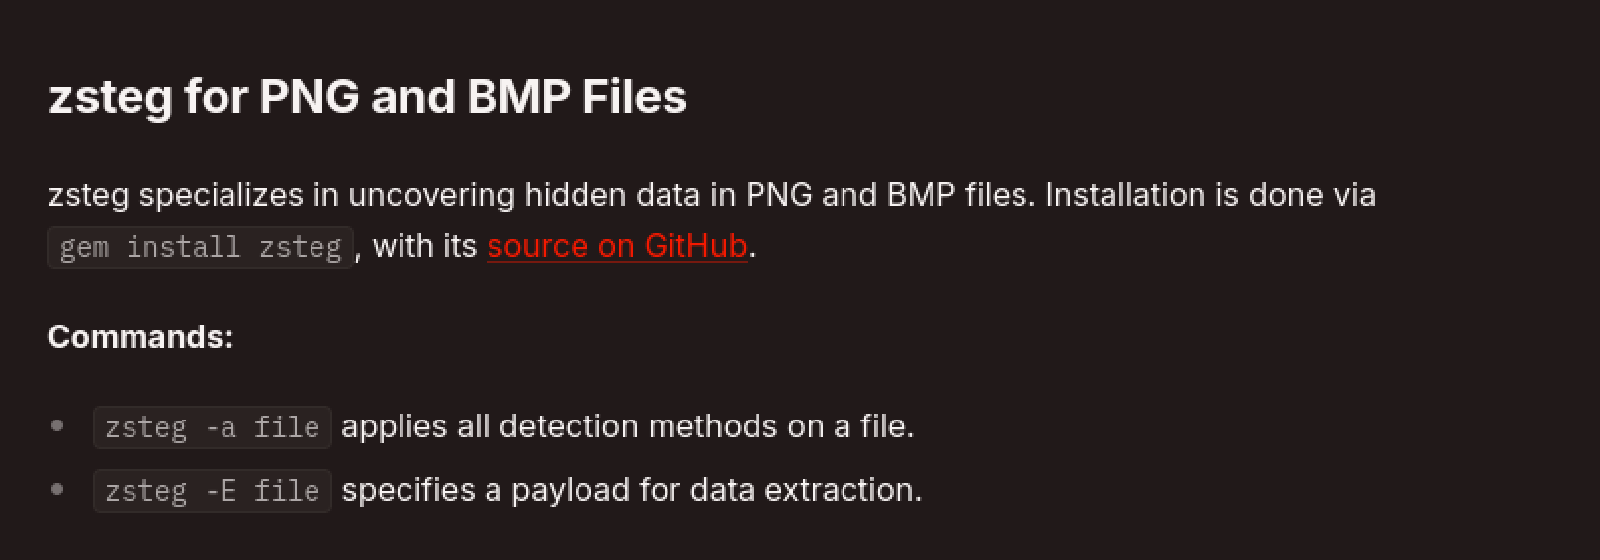 zsteg for PNG and BMP Files
zsteg specializes in uncovering hidden data in PNG and BMP files. Installation is done via
gem install zsteg, with its source on GitHub.
Commands:
zsteg -a file applies all detection methods on a file.
zsteg -E file specifies a payload for data extraction.